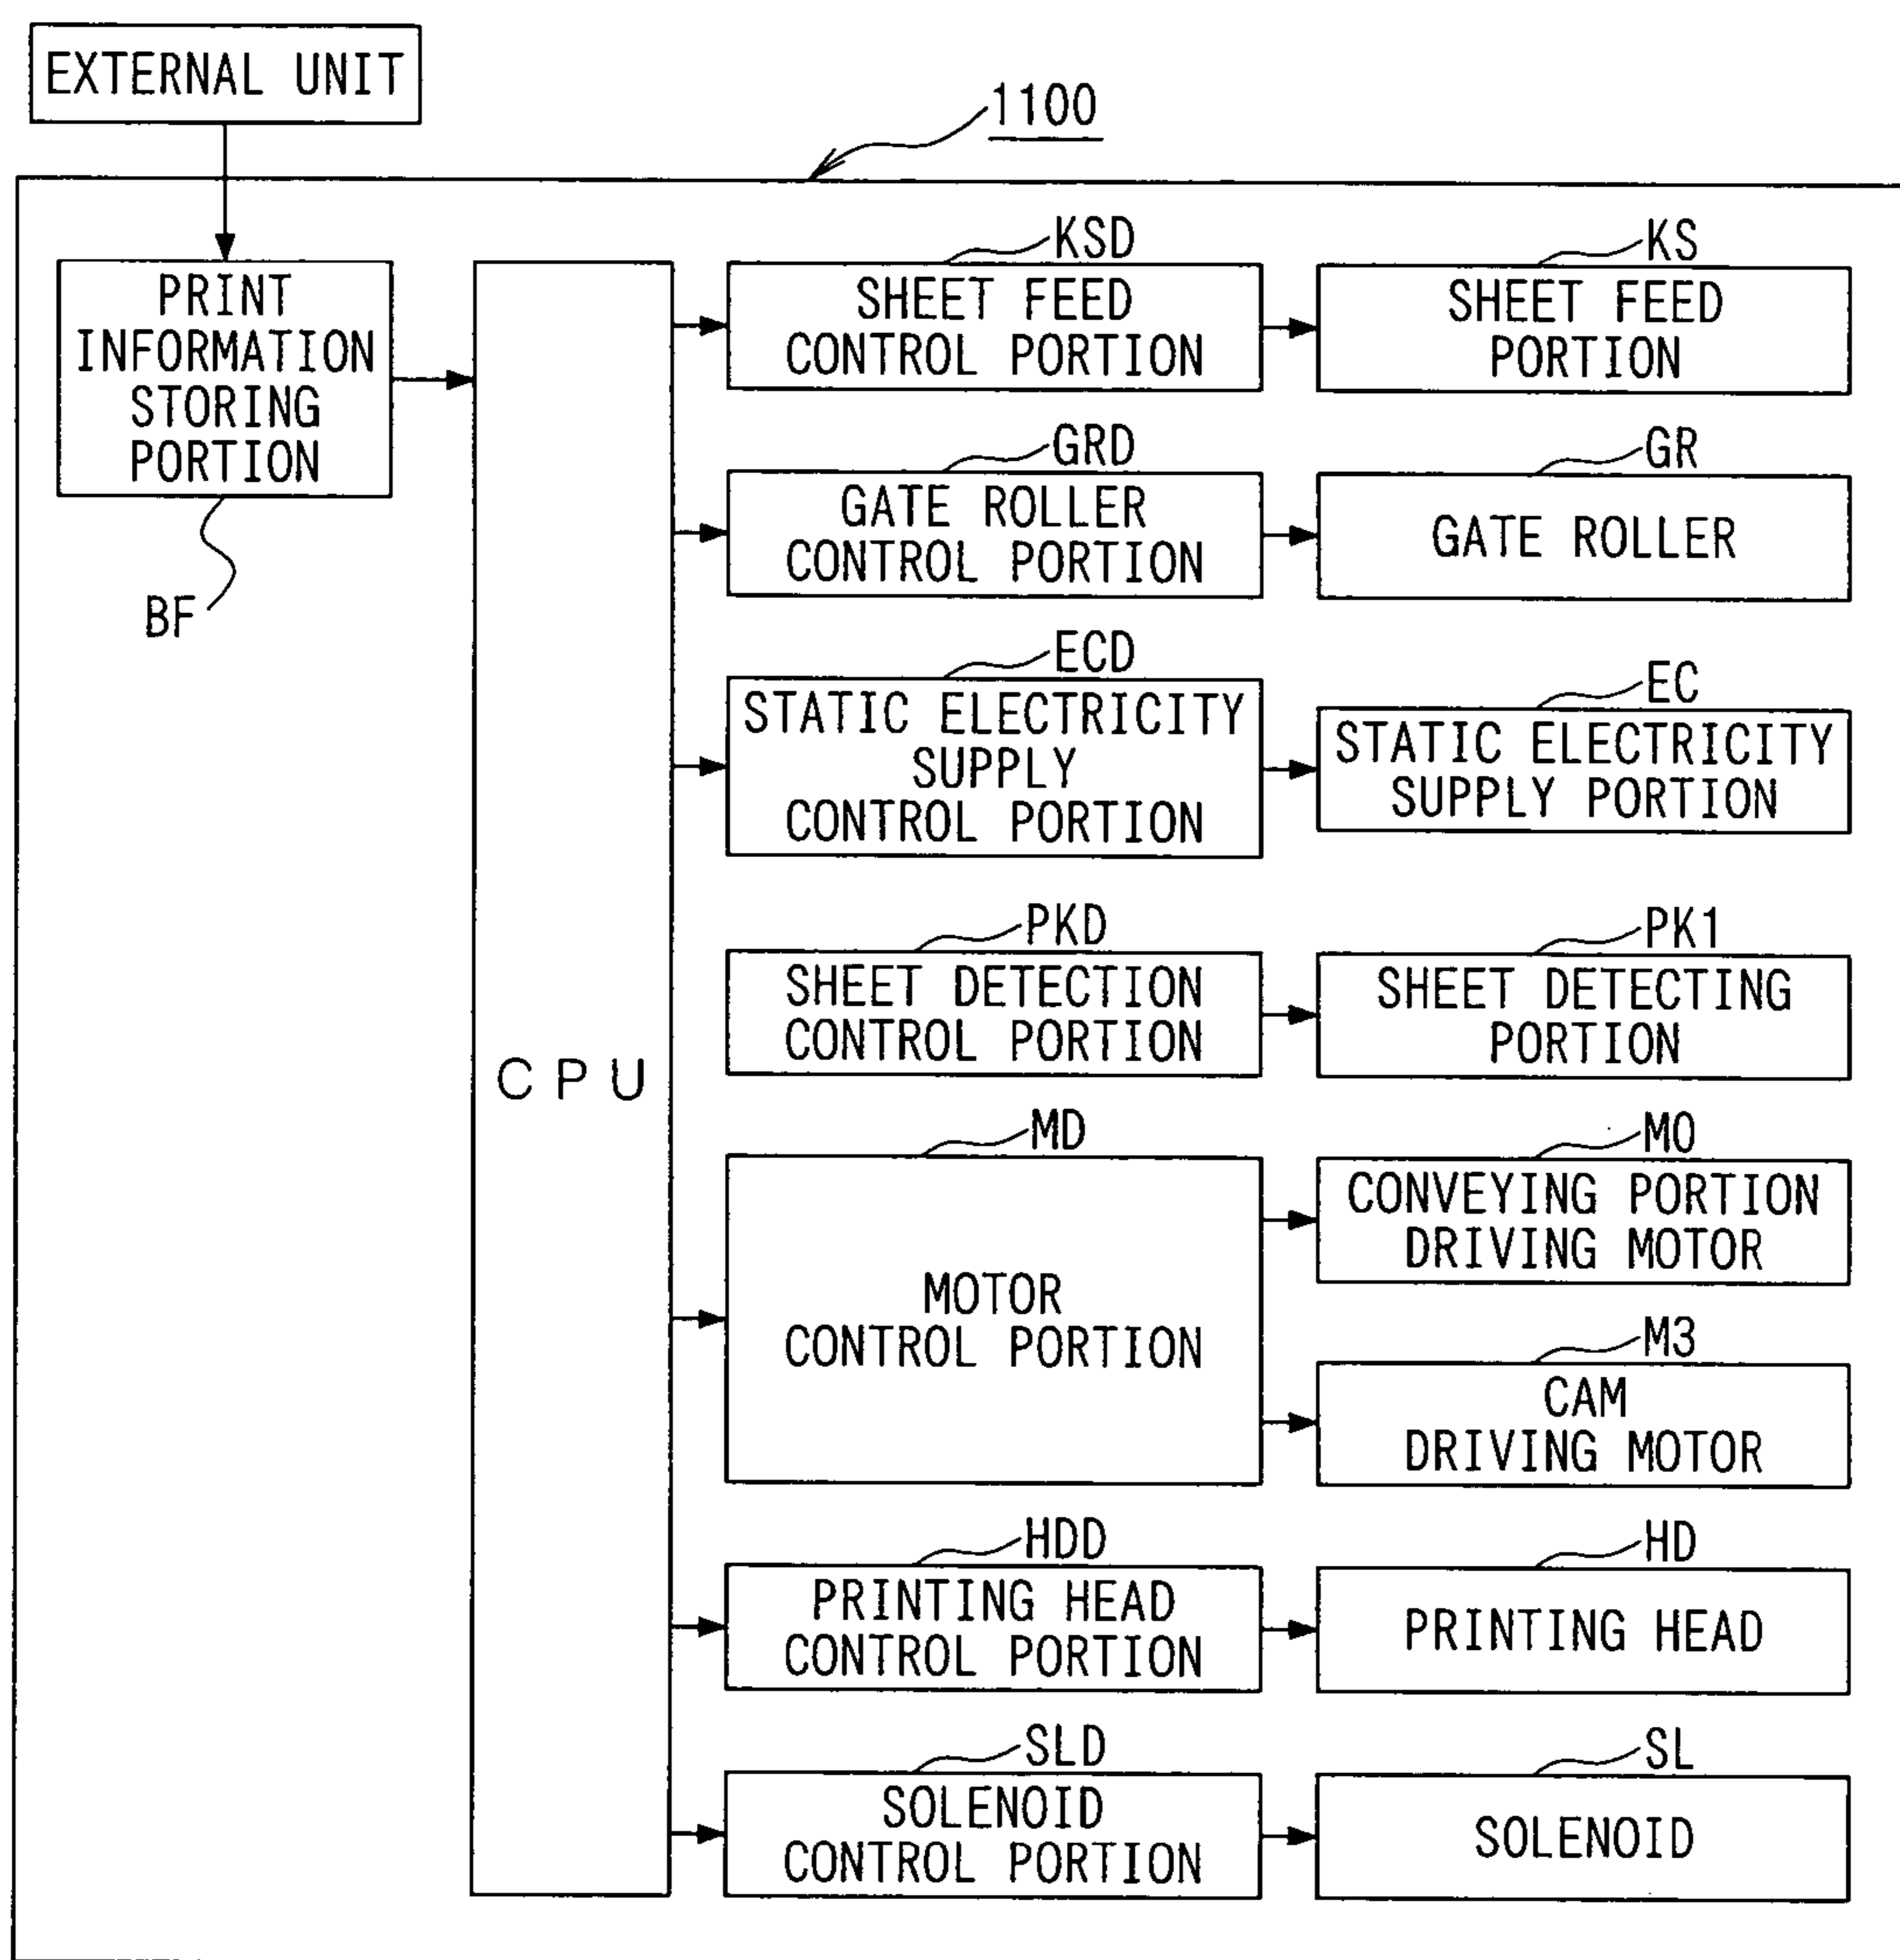 EXTERNAL UNIT
1100
PRINT
INFORMATION
STORING
PORTION
BF
CPU
KSD
SHEET FEED
CONTROL PORTION
KS
SHEET FEED
PORTION
GRD
GATE ROLLER
CONTROL PORTION
GR
GATE ROLLER
ECD
STATIC ELECTRICITY
SUPPLY
CONTROL PORTION
EC
STATIC ELECTRICITY
SUPPLY PORTION
PKD
SHEET DETECTION
CONTROL PORTION
PK1
SHEET DETECTING
PORTION
MD
MOTOR
CONTROL PORTION
M0
CONVEYING PORTION
DRIVING MOTOR
M3
CAM
DRIVING MOTOR
HDD
PRINTING HEAD
CONTROL PORTION
HD
PRINTING HEAD
SLD
SOLENOID
CONTROL PORTION
SL
SOLENOID